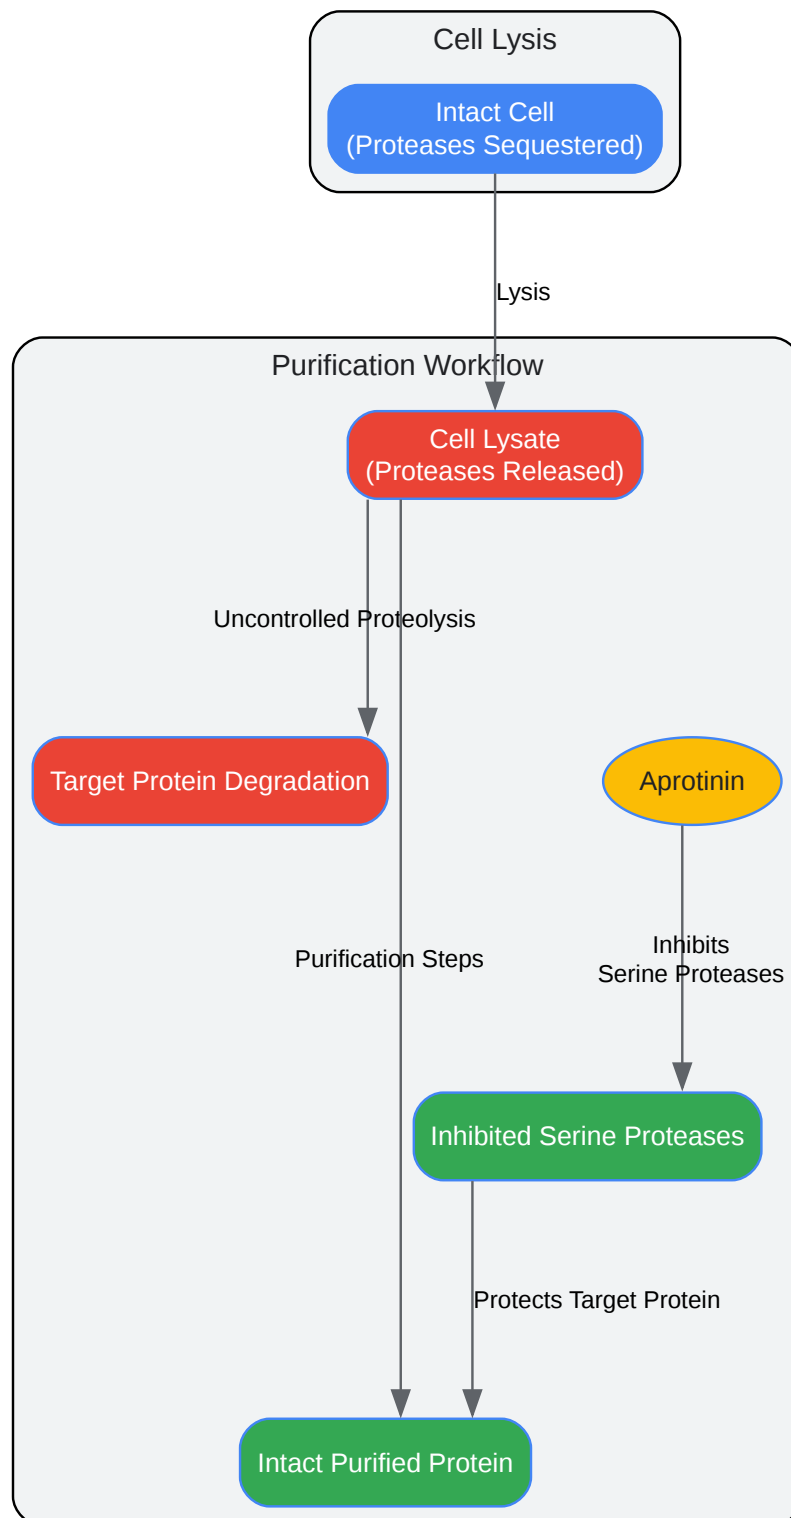 Cell Lysis
Intact Cell
(Proteases Sequestered)
Lysis
Purification Workflow
Cell Lysate
(Proteases Released)
Uncontrolled Proteolysis
Target Protein Degradation
Aprotinin
Purification Steps
Inhibits
Serine Proteases
Inhibited Serine Proteases
Protects Target Protein
Intact Purified Protein